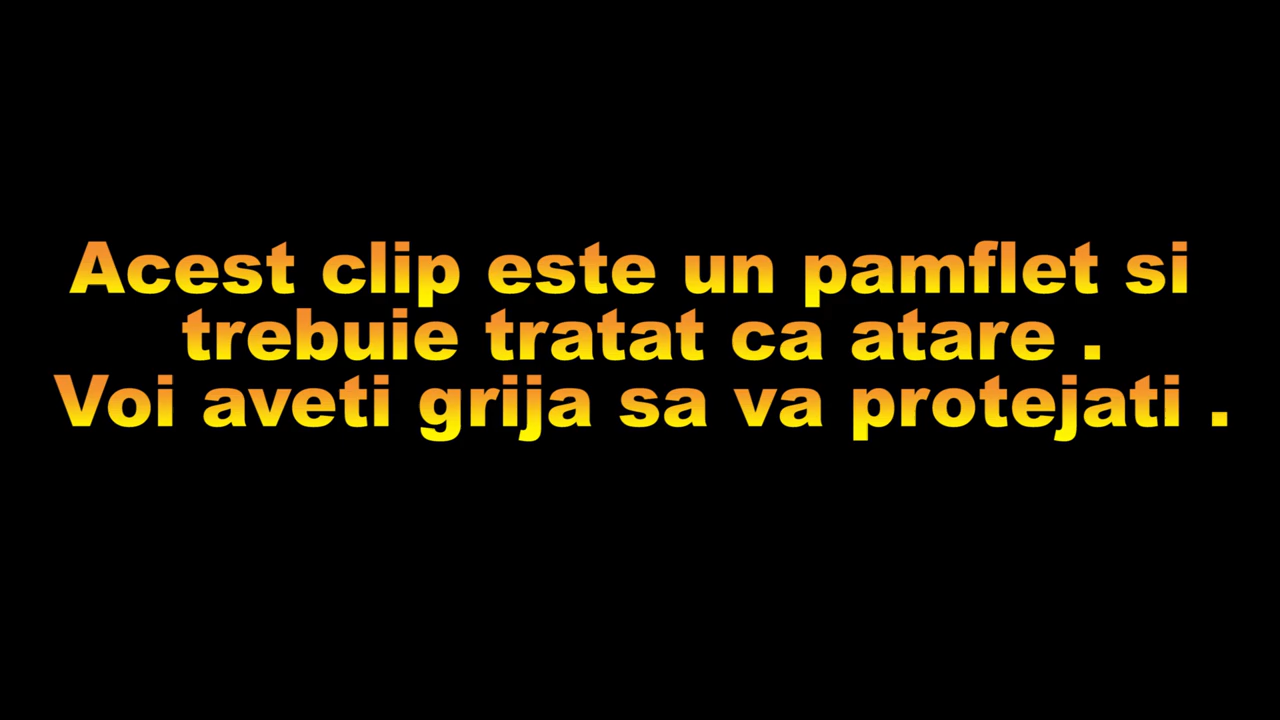 Acest clip este un pamflet si
trebuie tratat ca atare .
Voi aveti grija sa va protejati .